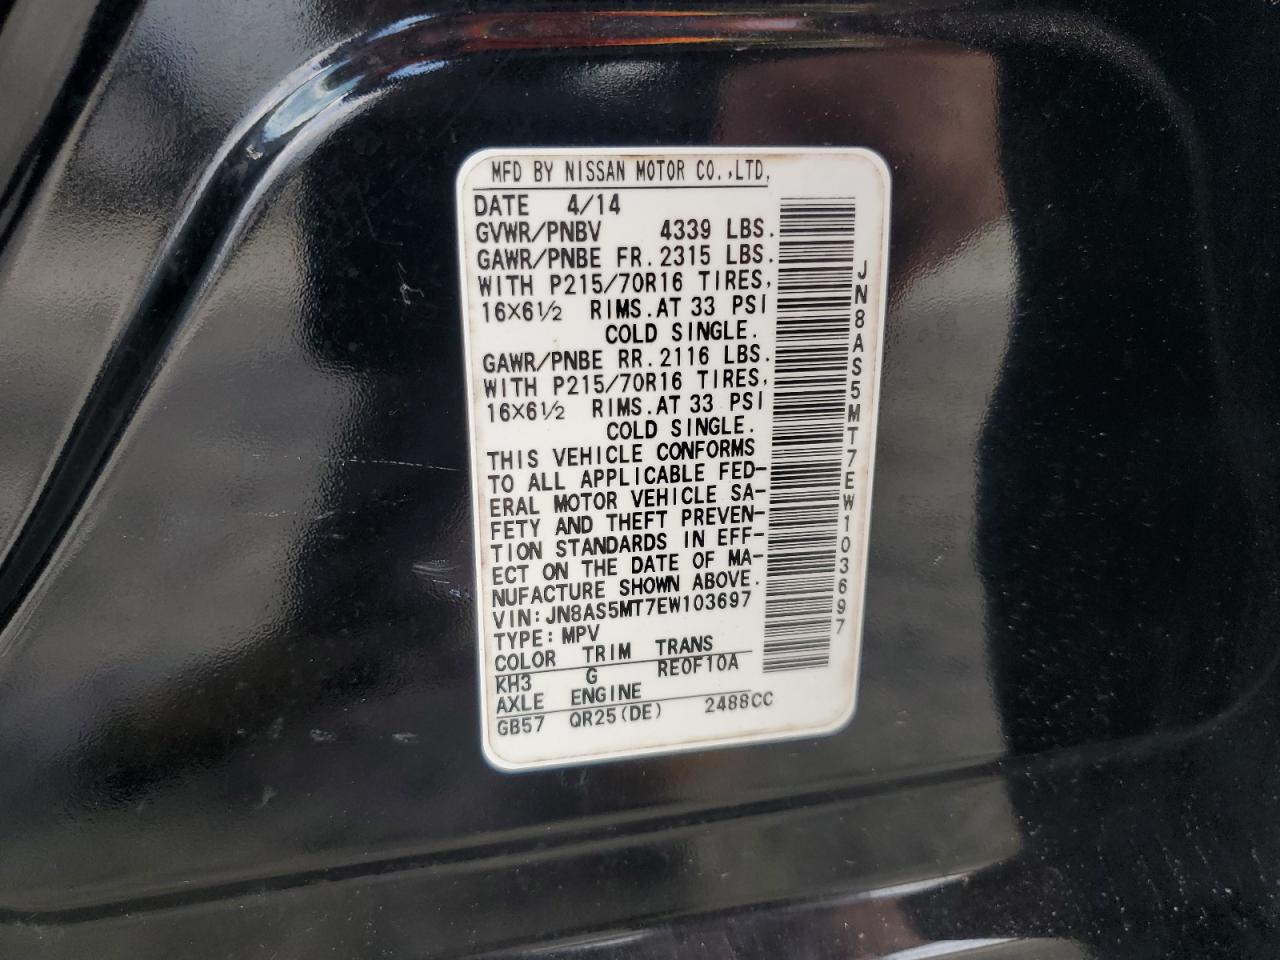 MFD BY NISSAN MOTOR CO.,LTD,
DATE 4/14
GVWR/PNBV 4339 LBS.
GAWR/PNBE FR.2315 LBS.
WITH P215/70R16 TIRES,
16×6½ RIMS.AT 33 PSI
COLD SINGLE.
GAWR/PNBE RR.2116 LBS.
WITH P215/70R16 TIRES,
16×6½ RIMS.AT 33 PSI
COLD SINGLE.
THIS VEHICLE CONFORMS
TO ALL APPLICABLE FED-
ERAL MOTOR VEHICLE SA-
FETY AND THEFT PREVEN-
TION STANDARDS IN EFF-
ECT ON THE DATE OF MA-
NUFACTURE SHOWN ABOVE.
VIN:JN8AS5MT7EW103697
TYPE:MPV
COLOR TRIM TRANS
KH3 G RE0F10A
AXLE ENGINE
GB57 QR25(DE) 2488CC
JN8AS5MT7EW103697